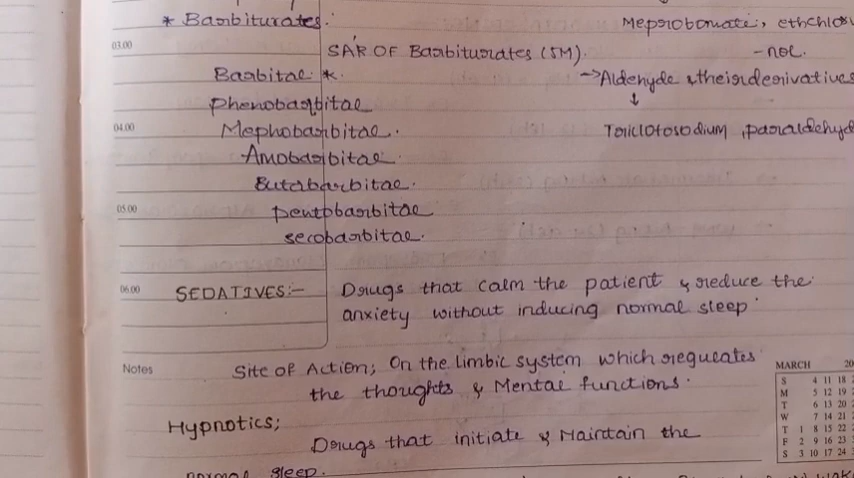 * Barbiturates:
Meprobamate, ethchlor
- nol.
03.00
SAR OF Barbiturates (5M).
Barbital *.
→ Aldehyde & their derivatives
↓
Phenobarbital
04.00
Mephobarbital.
Triclofosodium, paraldehyd
Amobarbital.
Butabarbital.
05.00
pentobarbital
secobarbital.
06.00
SEDATIVES:- Drugs that calm the patient & reduce the
anxiety without inducing normal sleep.
Notes
Site of Action; On the limbic system which regulates
the thoughts & Mental functions.
Hypnotics;
Drugs that initiate & Maintain the
normal sleep.
MARCH 20
S 4 11 18
M 5 12 19
T 6 13 20
W 7 14 21
T 1 8 15 22
F 2 9 16 23
S 3 10 17 24